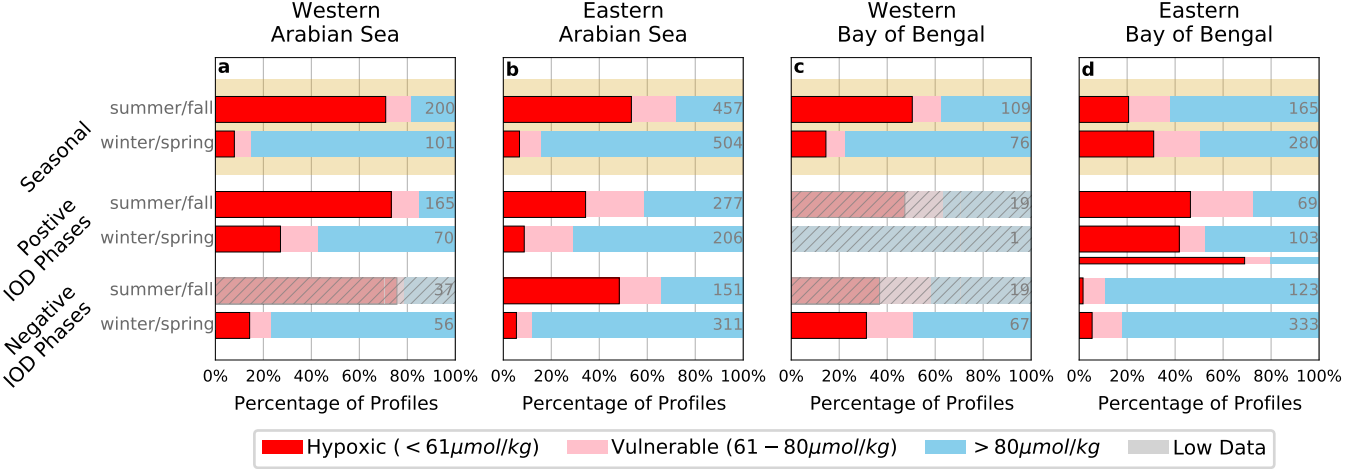 Western
Arabian Sea
Eastern
Arabian Sea
Western
Bay of Bengal
Eastern
Bay of Bengal
a
b
c
d
Seasonal
summer/fall
200
457
109
165
winter/spring
101
504
76
280
Postive
IOD Phases
summer/fall
165
277
19
69
winter/spring
70
206
1
103
Negative
IOD Phases
summer/fall
37
151
19
123
winter/spring
56
311
67
333
0% 20% 40% 60% 80% 100%
0% 20% 40% 60% 80% 100%
0% 20% 40% 60% 80% 100%
0% 20% 40% 60% 80% 100%
Percentage of Profiles
Percentage of Profiles
Percentage of Profiles
Percentage of Profiles
Hypoxic ( < 61μmol/kg)
Vulnerable (61 − 80μmol/kg)
> 80μmol/kg
Low Data